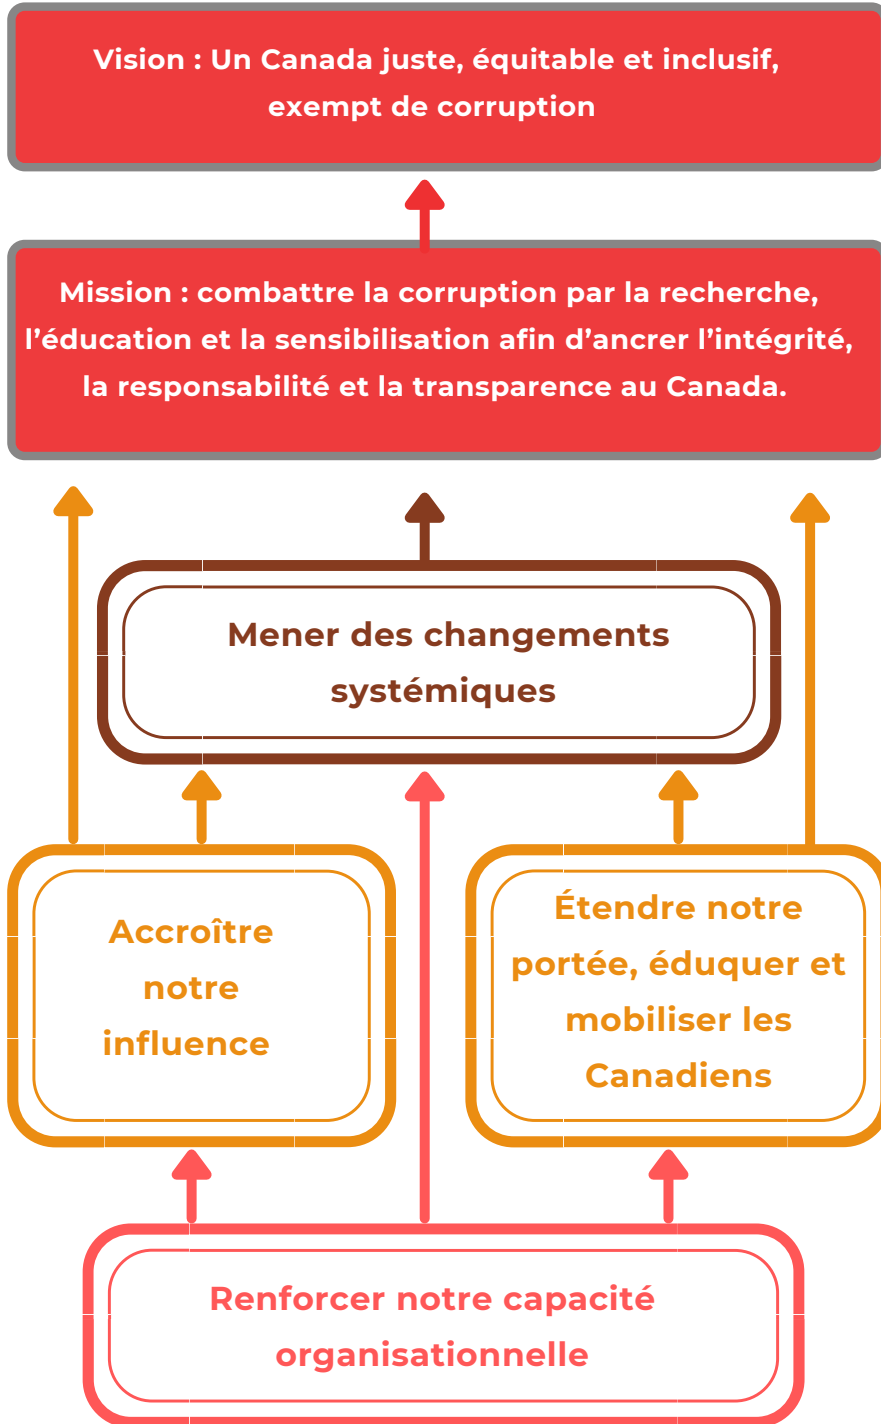 Vision : Un Canada juste, équitable et inclusif,
exempt de corruption
Mission : combattre la corruption par la recherche,
l’éducation et la sensibilisation afin d’ancrer l’intégrité,
la responsabilité et la transparence au Canada.
Mener des changements
systémiques
Accroître
notre
influence
Étendre notre
portée, éduquer et
mobiliser les
Canadiens
Renforcer notre capacité
organisationnelle